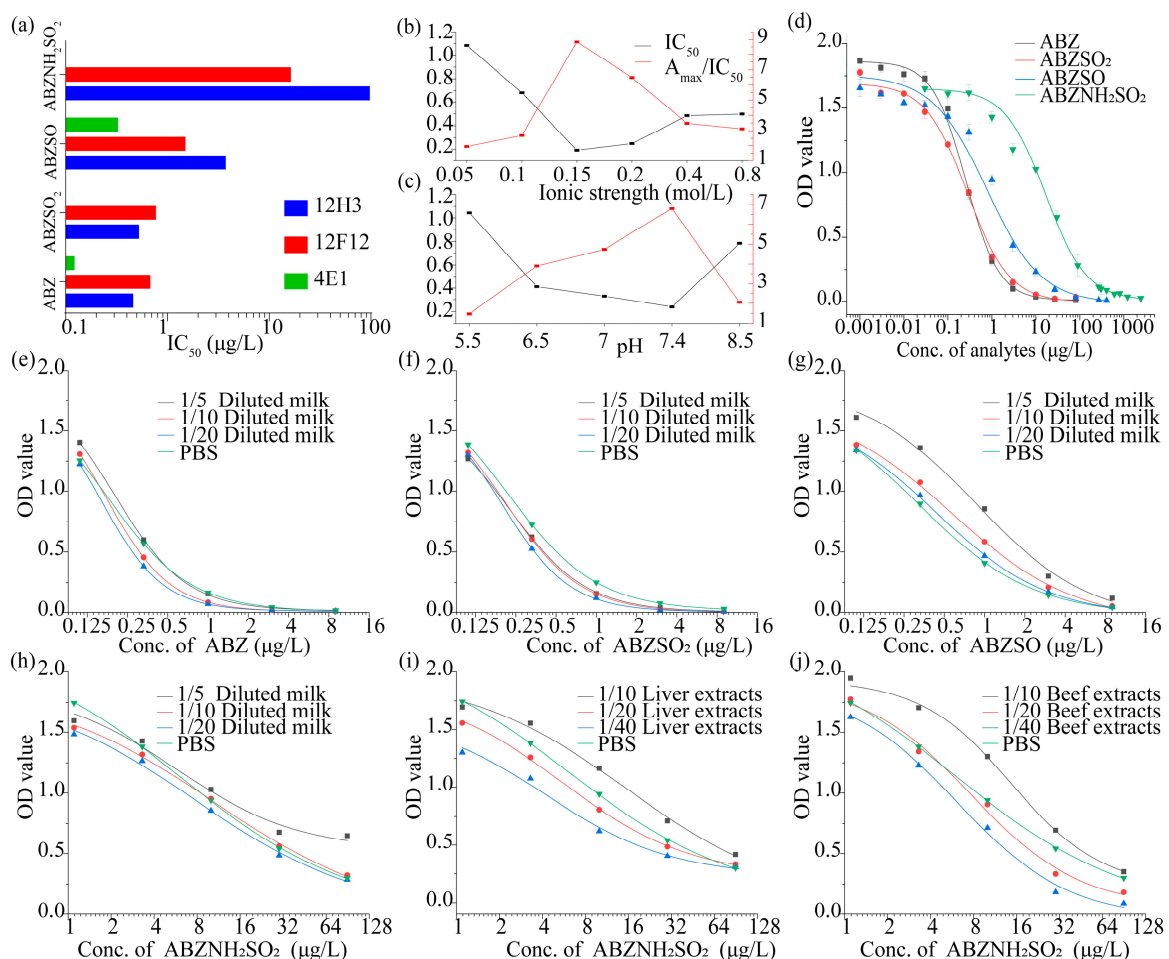 (a)
ABZNH₂SO₂
ABZSO
ABZSO₂
ABZ
12H3
12F12
4E1
0.1 1 10 100
IC₅₀ (μg/L)
(b)
1.2
1.0
0.8
0.6
0.4
0.2
IC₅₀
A_max/IC₅₀
9
8
6
5
3
1
0.05 0.1 0.15 0.2 0.4 0.8
Ionic strength (mol/L)
(c)
1.2
1.0
0.8
0.6
0.4
0.2
7
5
3
1
5.5 6.5 7 7.4 8.5
pH
(d)
OD value
2.0
1.5
1.0
0.5
0.0
ABZ
ABZSO₂
ABZSO
ABZNH₂SO₂
0.001 0.01 0.1 1 10 100 1000
Conc. of analytes (μg/L)
(e)
OD value
2.0
1.5
1.0
0.5
0.0
1/5 Diluted milk
1/10 Diluted milk
1/20 Diluted milk
PBS
0.125 0.25 0.5 1 2 4 8 16
Conc. of ABZ (μg/L)
(f)
OD value
2.0
1.5
1.0
0.5
0.0
1/5 Diluted milk
1/10 Diluted milk
1/20 Diluted milk
PBS
0.125 0.25 0.5 1 2 4 8 16
Conc. of ABZSO₂ (μg/L)
(g)
OD value
2.0
1.5
1.0
0.5
0.0
1/5 Diluted milk
1/10 Diluted milk
1/20 Diluted milk
PBS
0.125 0.25 0.5 1 2 4 8 16
Conc. of ABZSO (μg/L)
(h)
OD value
2.0
1.5
1.0
0.5
0.0
1/5 Diluted milk
1/10 Diluted milk
1/20 Diluted milk
PBS
1 2 4 8 16 32 64 128
Conc. of ABZNH₂SO₂ (μg/L)
(i)
OD value
2.0
1.5
1.0
0.5
0.0
1/10 Liver extracts
1/20 Liver extracts
1/40 Liver extracts
PBS
1 2 4 8 16 32 64 128
Conc. of ABZNH₂SO₂ (μg/L)
(j)
OD value
2.0
1.5
1.0
0.5
0.0
1/10 Beef extracts
1/20 Beef extracts
1/40 Beef extracts
PBS
1 2 4 8 16 32 64 128
Conc. of ABZNH₂SO₂ (μg/L)